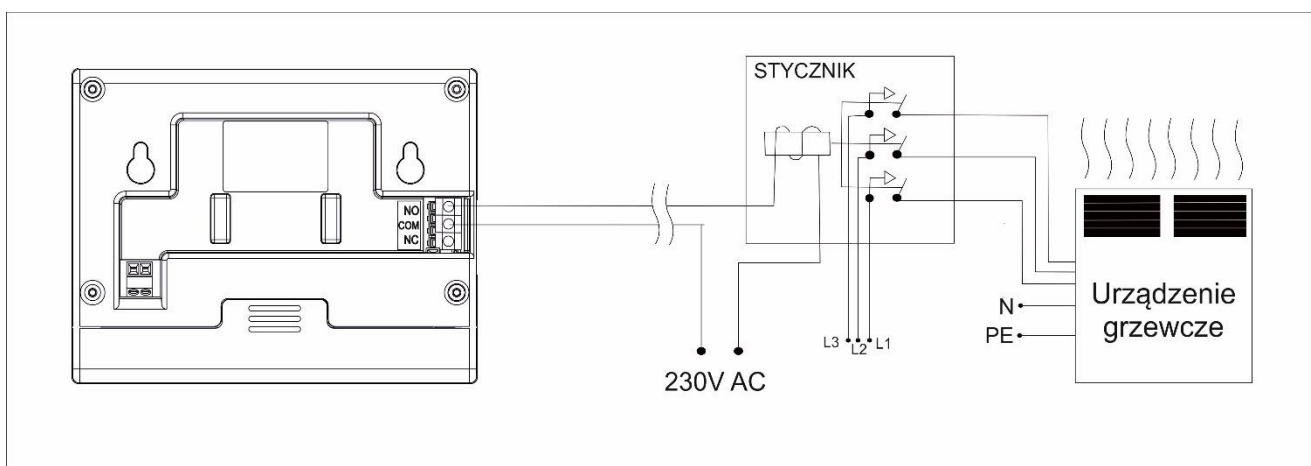 STYCZNIK
NO
COM
NC
230V AC
L3 L2 L1
N
PE
Urządzenie
grzewcze